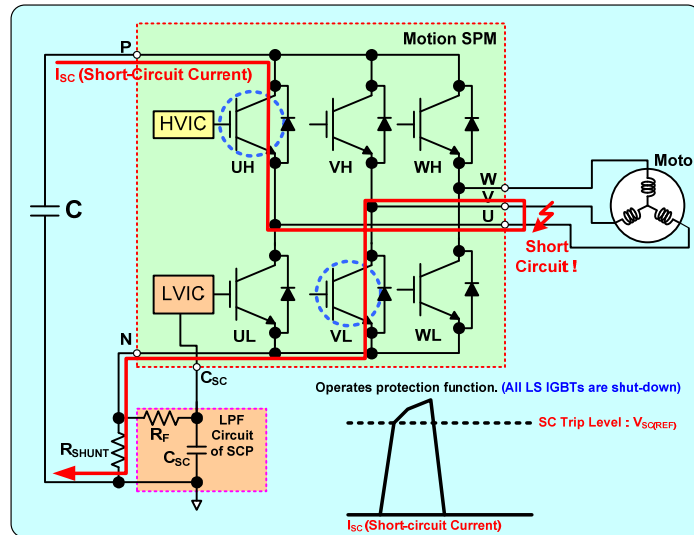 P
Motion SPM
ISC (Short-Circuit Current)
HVIC
UH
VH
WH
W
V
U
Moto
C
Short
Circuit !
LVIC
UL
VL
WL
N
CSC
Operates protection function. (All LS IGBTs are shut-down)
RSHUNT
RF
LPF
Circuit
of SCP
CSC
SC Trip Level : VSC(REF)
ISC (Short-circuit Current)